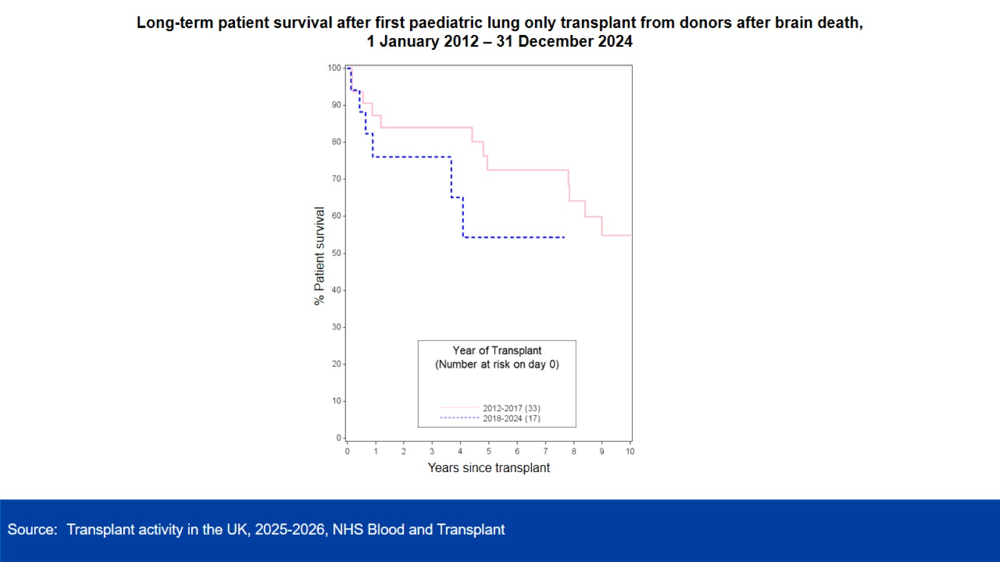 Long-term patient survival after first paediatric lung only transplant from donors after brain death,
1 January 2012 – 31 December 2024
100
90
80
70
60
50
40
30
20
10
0
% Patient survival
Year of Transplant
(Number at risk on day 0)
2012-2017 (33)
2018-2024 (17)
0 1 2 3 4 5 6 7 8 9 10
Years since transplant
Source: Transplant activity in the UK, 2025-2026, NHS Blood and Transplant